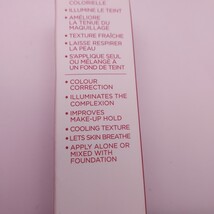 COLORIELLE
• ILLUMINE LE TEINT
• AMÉLIORE
LA TENUE DU
MAQUILLAGE
• TEXTURE FRAÎCHE
• LAISSE RESPIRER
LA PEAU
• S'APPLIQUE SEUL
OU MÉLANGÉ À
UN FOND DE TEINT
• COLOUR
CORRECTION
• ILLUMINATES THE
COMPLEXION
• IMPROVES
MAKE-UP HOLD
• COOLING TEXTURE
• LETS SKIN BREATHE
• APPLY ALONE OR
MIXED WITH
FOUNDATION